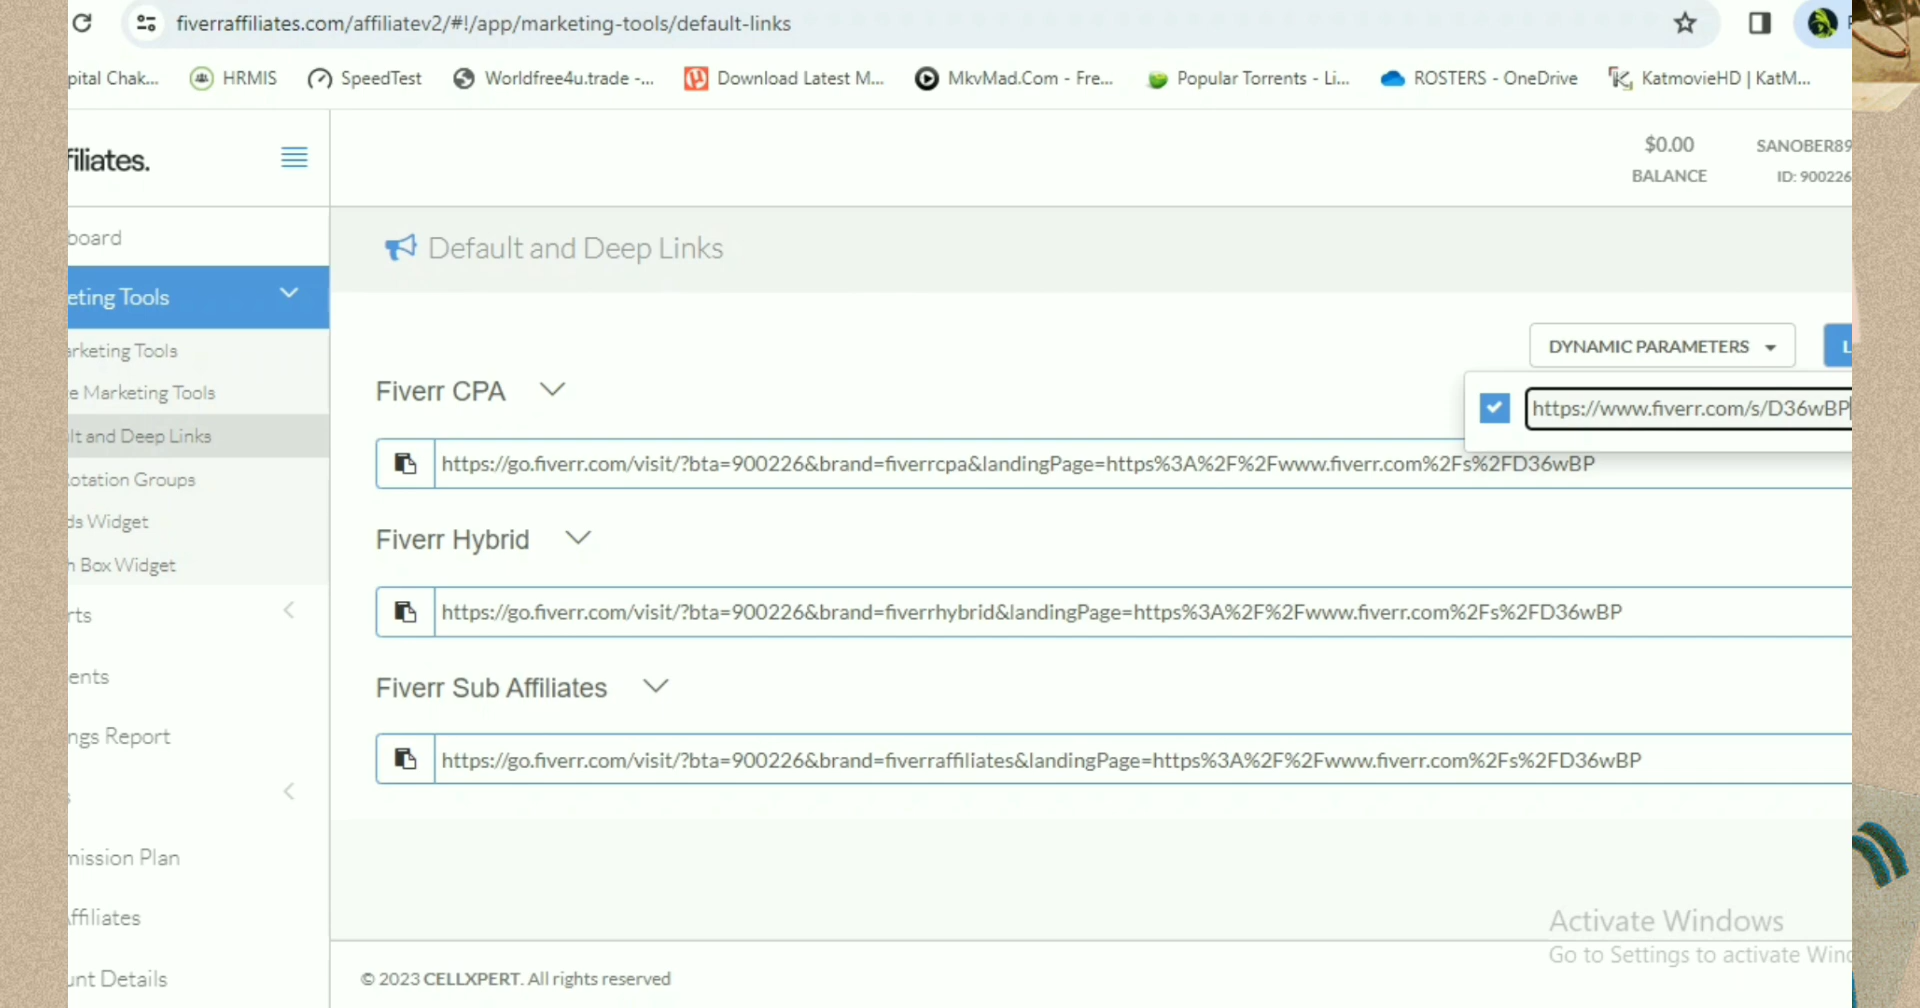 fiverraffiliates.com/affiliatev2/#!/app/marketing-tools/default-links
pital Chak... HRMIS SpeedTest Worldfree4u.trade -... Download Latest M... MkvMad.Com - Fre... Popular Torrents - Li... ROSTERS - OneDrive KatmovieHD | KatM...
filiates.
$0.00
BALANCE
SANOBER89
ID: 900226
board
eting Tools
arketing Tools
e Marketing Tools
lt and Deep Links
otation Groups
ds Widget
h Box Widget
rts
ents
ngs Report
s
mission Plan
ffiliates
unt Details
Default and Deep Links
DYNAMIC PARAMETERS
L
https://www.fiverr.com/s/D36wBP
Fiverr CPA
https://go.fiverr.com/visit/?bta=900226&brand=fiverrcpa&landingPage=https%3A%2F%2Fwww.fiverr.com%2Fs%2FD36wBP
Fiverr Hybrid
https://go.fiverr.com/visit/?bta=900226&brand=fiverrhybrid&landingPage=https%3A%2F%2Fwww.fiverr.com%2Fs%2FD36wBP
Fiverr Sub Affiliates
https://go.fiverr.com/visit/?bta=900226&brand=fiverraffiliates&landingPage=https%3A%2F%2Fwww.fiverr.com%2Fs%2FD36wBP
Activate Windows
Go to Settings to activate Wind
© 2023 CELLXPERT. All rights reserved